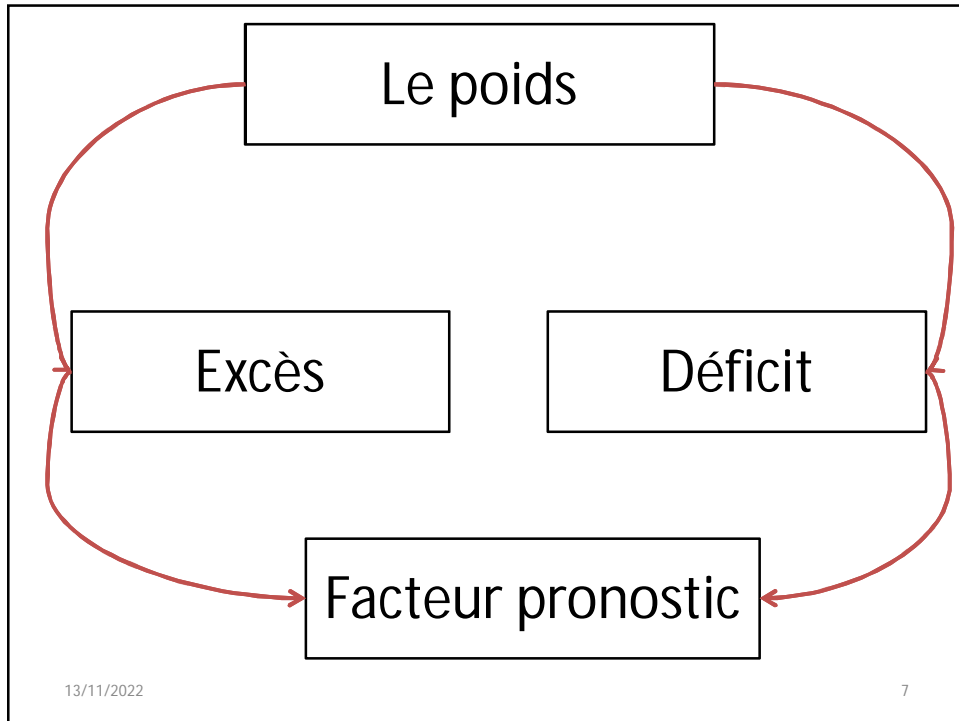 Le poids
Excès
Déficit
Facteur pronostic
13/11/2022
7